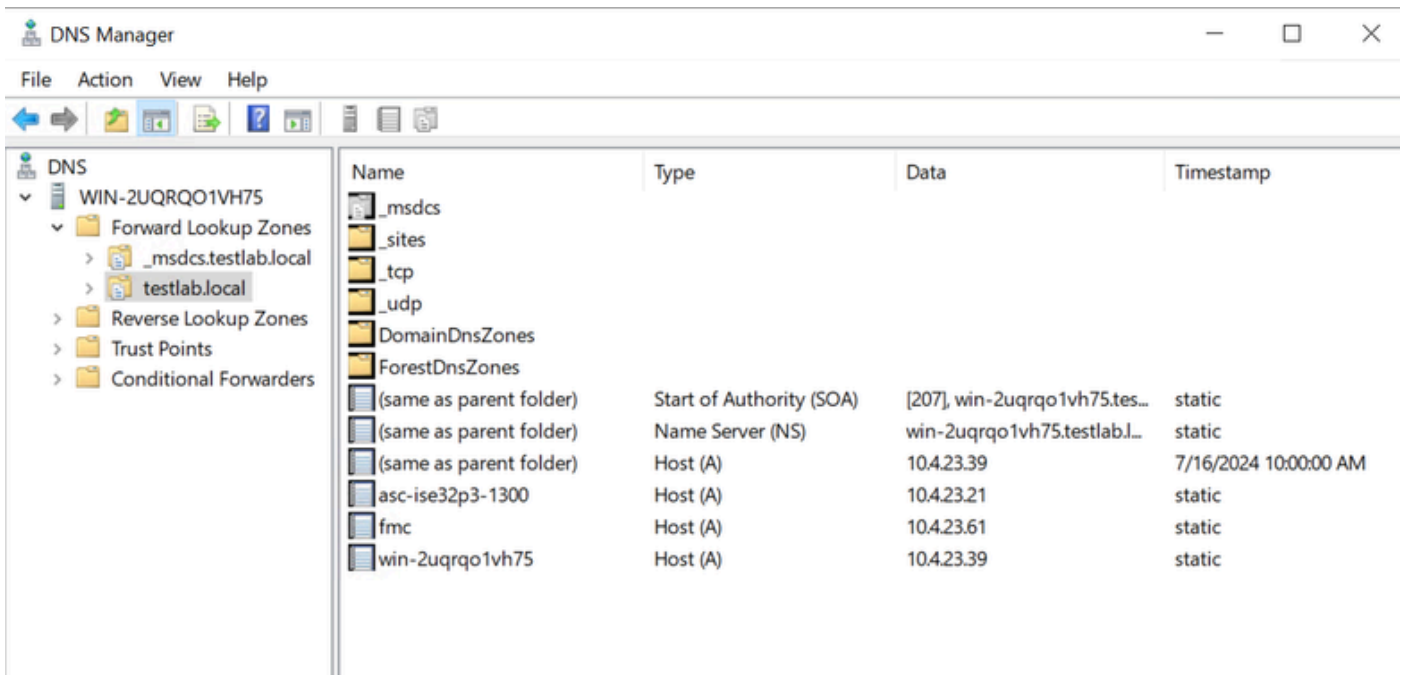 DNS Manager
File Action View Help
DNS
WIN-2UQRQO1VH75
Forward Lookup Zones
_msdcs.testlab.local
testlab.local
Reverse Lookup Zones
Trust Points
Conditional Forwarders
Name Type Data Timestamp
_msdcs
_sites
_tcp
_udp
DomainDnsZones
ForestDnsZones
(same as parent folder) Start of Authority (SOA) [207], win-2uqrqo1vh75.tes... static
(same as parent folder) Name Server (NS) win-2uqrqo1vh75.testlab.l... static
(same as parent folder) Host (A) 10.4.23.39 7/16/2024 10:00:00 AM
asc-ise32p3-1300 Host (A) 10.4.23.21 static
fmc Host (A) 10.4.23.61 static
win-2uqrqo1vh75 Host (A) 10.4.23.39 static